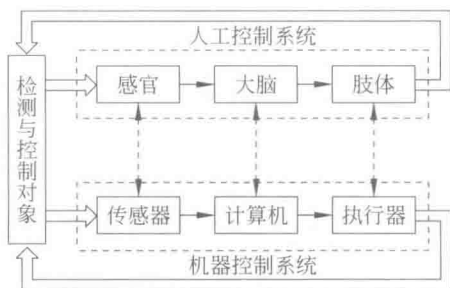 人工控制系统
检测与控制对象
感官
大脑
肢体
传感器
计算机
执行器
机器控制系统